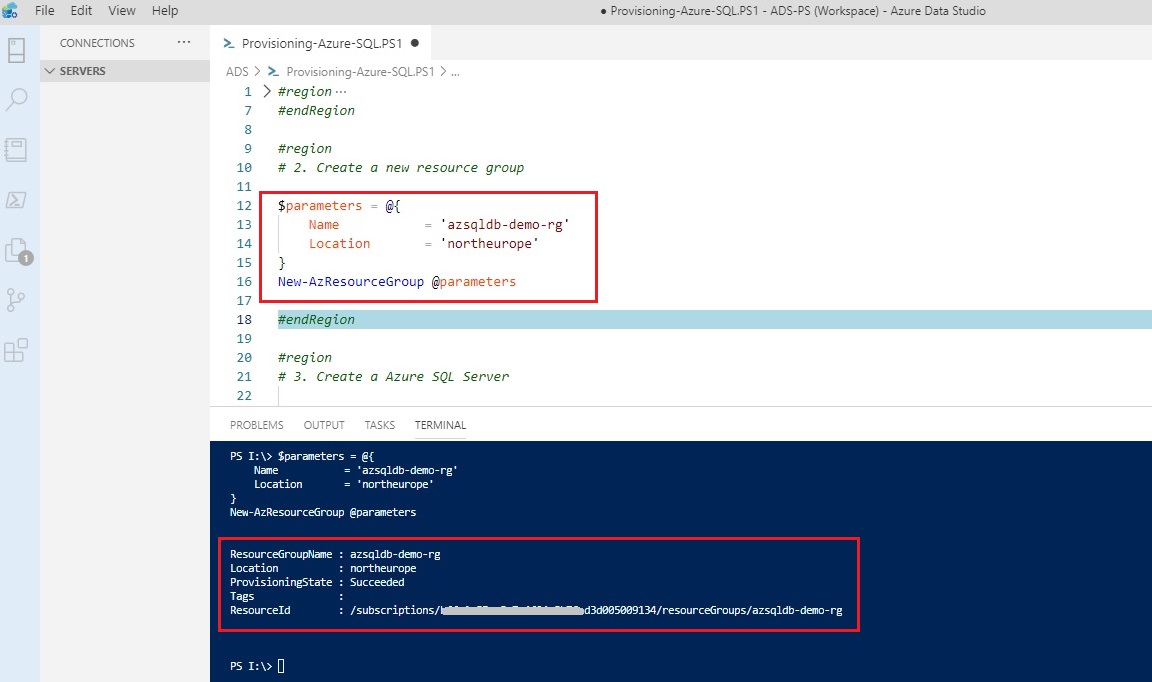 File Edit View Help
● Provisioning-Azure-SQL.PS1 - ADS-PS (Workspace) - Azure Data Studio
CONNECTIONS ...
SERVERS
Provisioning-Azure-SQL.PS1 ●
ADS > Provisioning-Azure-SQL.PS1 > ...
1 > #region ...
7 #endRegion
8
9 #region
10 # 2. Create a new resource group
11
12 $parameters = @{
13 Name = 'azsqldb-demo-rg'
14 Location = 'northeurope'
15 }
16 New-AzResourceGroup @parameters
17
18 #endRegion
19
20 #region
21 # 3. Create a Azure SQL Server
22
1
PROBLEMS OUTPUT TASKS TERMINAL
PS I:\> $parameters = @{
Name = 'azsqldb-demo-rg'
Location = 'northeurope'
}
New-AzResourceGroup @parameters
ResourceGroupName : azsqldb-demo-rg
Location : northeurope
ProvisioningState : Succeeded
Tags :
ResourceId : /subscriptions/ d3d005009134/resourceGroups/azsqldb-demo-rg
PS I:\>